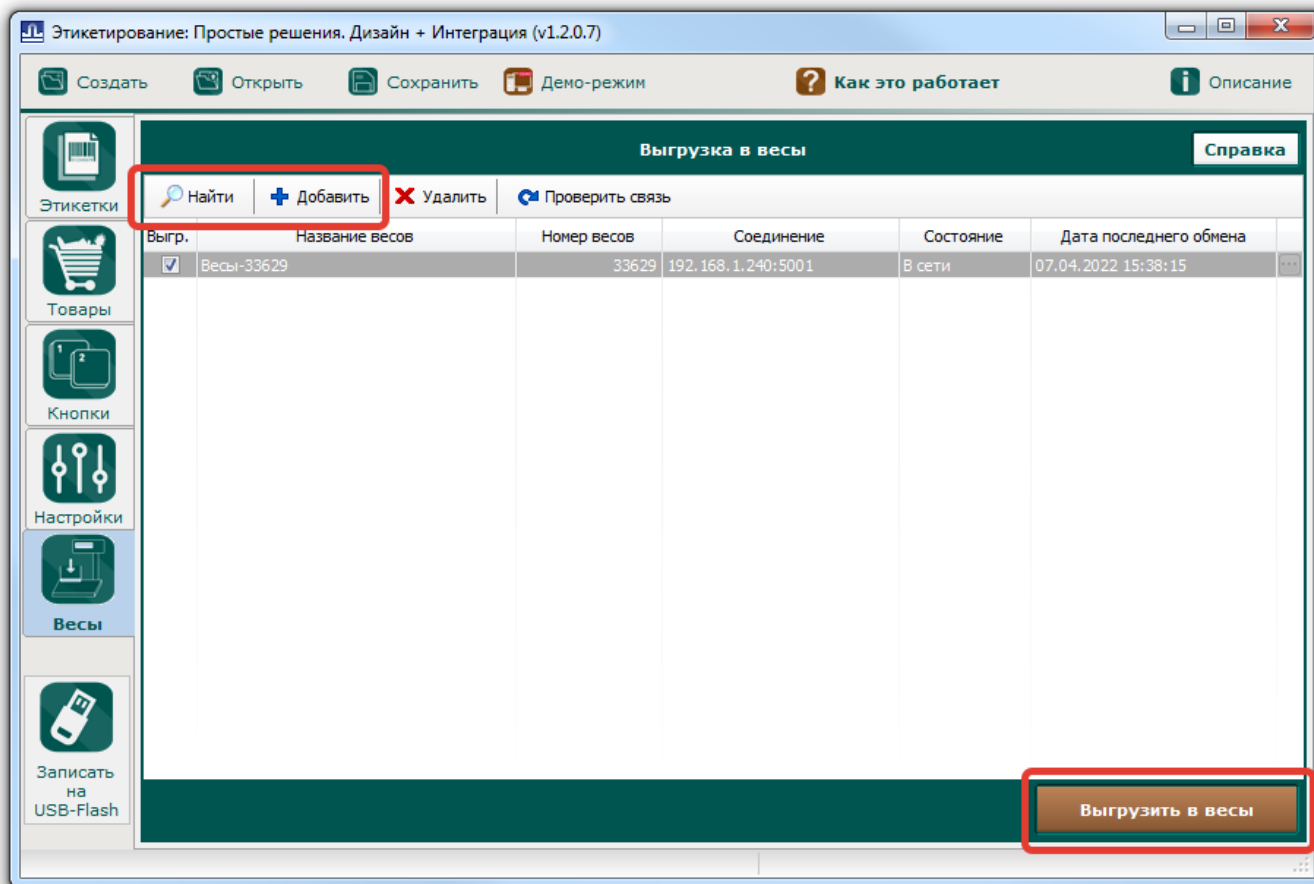 Этикетирование: Простые решения. Дизайн + Интеграция (v1.2.0.7)
Создать Открыть Сохранить Демо-режим ? Как это работает i Описание
Выгрузка в весы Справка
Этикетки
Найти Добавить Удалить Проверить связь
Выгр. Название весов Номер весов Соединение Состояние Дата последнего обмена
Весы-33629 33629 192.168.1.240:5001 В сети 07.04.2022 15:38:15 ...
Товары
1 2
Кнопки
Настройки
Весы
Записать
на
USB-Flash
Выгрузить в весы